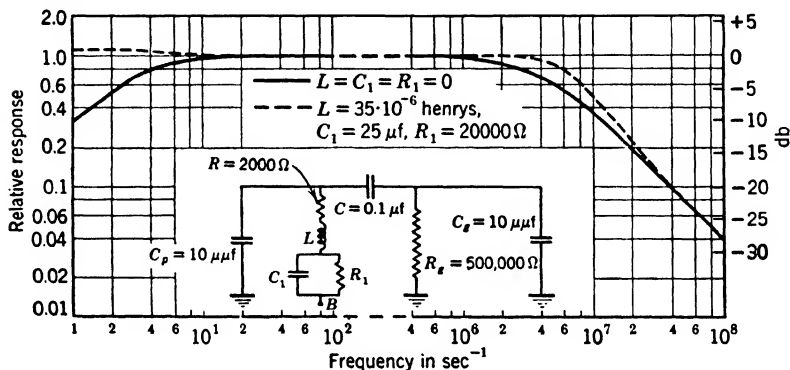 Relative response
2.0
1.0
0.6
0.4
0.2
0.1
0.06
0.04
0.02
0.01
+5
0
−5
−10
−15
−20
−25
−30
db
L = C₁ = R₁ = 0
L = 35·10⁻⁶ henrys,
C₁ = 25 μf, R₁ = 20000 Ω
R = 2000 Ω
C = 0.1 μf
C_p = 10 μμf
L
C₁
R₁
B
R_g = 500,000 Ω
C_g = 10 μμf
1 2 4 6 10¹ 2 4 6 10² 4 6 10⁶ 2 4 6 10⁷ 2 4 6 10⁸
Frequency in sec⁻¹